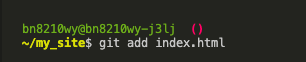 bn8210wy@bn8210wy-j3lj ()
~/my_site$ git add index.html